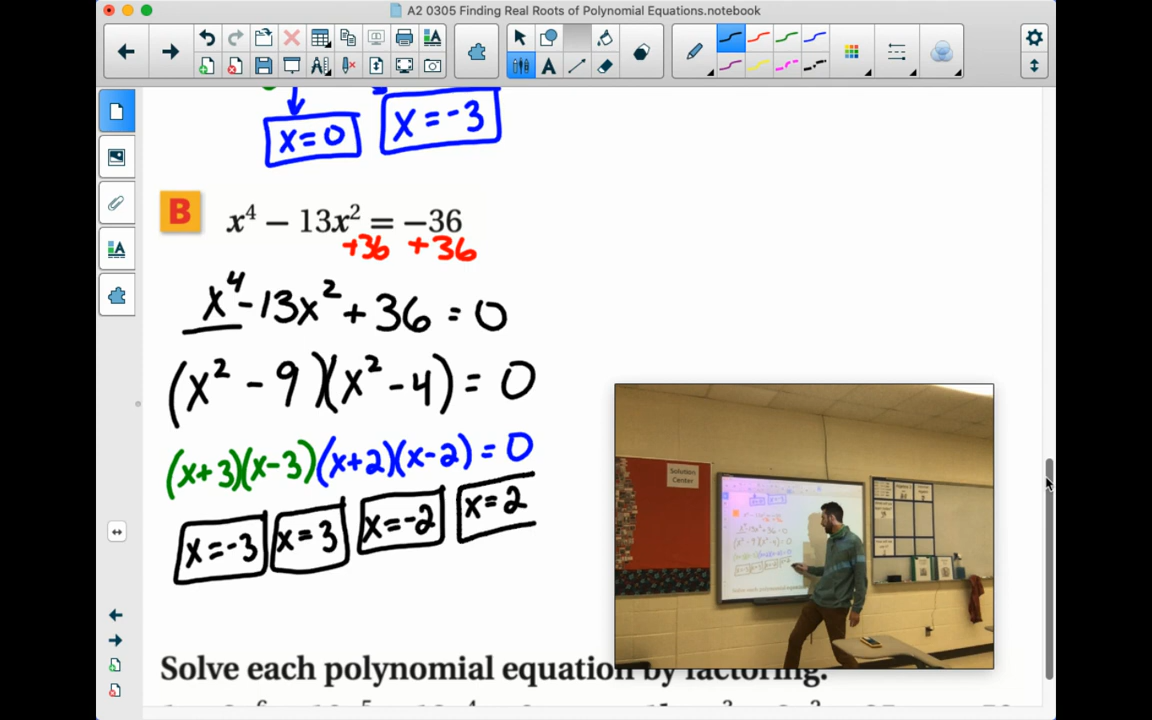 A2 0305 Finding Real Roots of Polynomial Equations.notebook
x=0 x=-3
B x⁴ − 13x² = −36
+36 +36
x⁴-13x²+36 = 0
(x² - 9)(x² - 4) = 0
(x+3)(x-3)(x+2)(x-2) = 0
x=-3 x=3 x=-2 x=2
Solution
Center
Solve each polynomial equation by factoring.